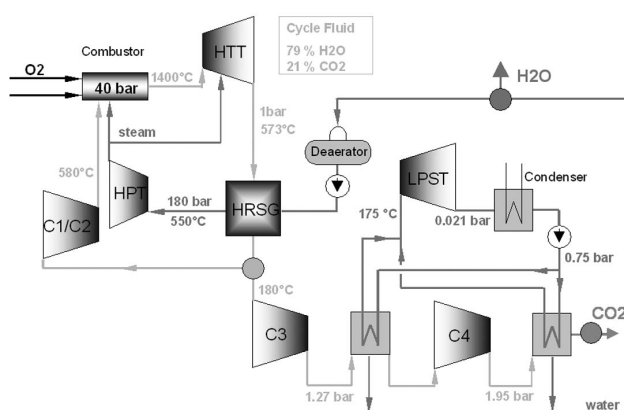 Combustor
O2
40 bar
1400°C
HTT
Cycle Fluid
79 % H2O
21 % CO2
H2O
steam
1bar
573°C
Deaerator
580°C
HPT
180 bar
550°C
HRSG
C1/C2
LPST
Condenser
175 °C
0.021 bar
0.75 bar
180°C
C3
C4
CO2
1.27 bar
1.95 bar
water